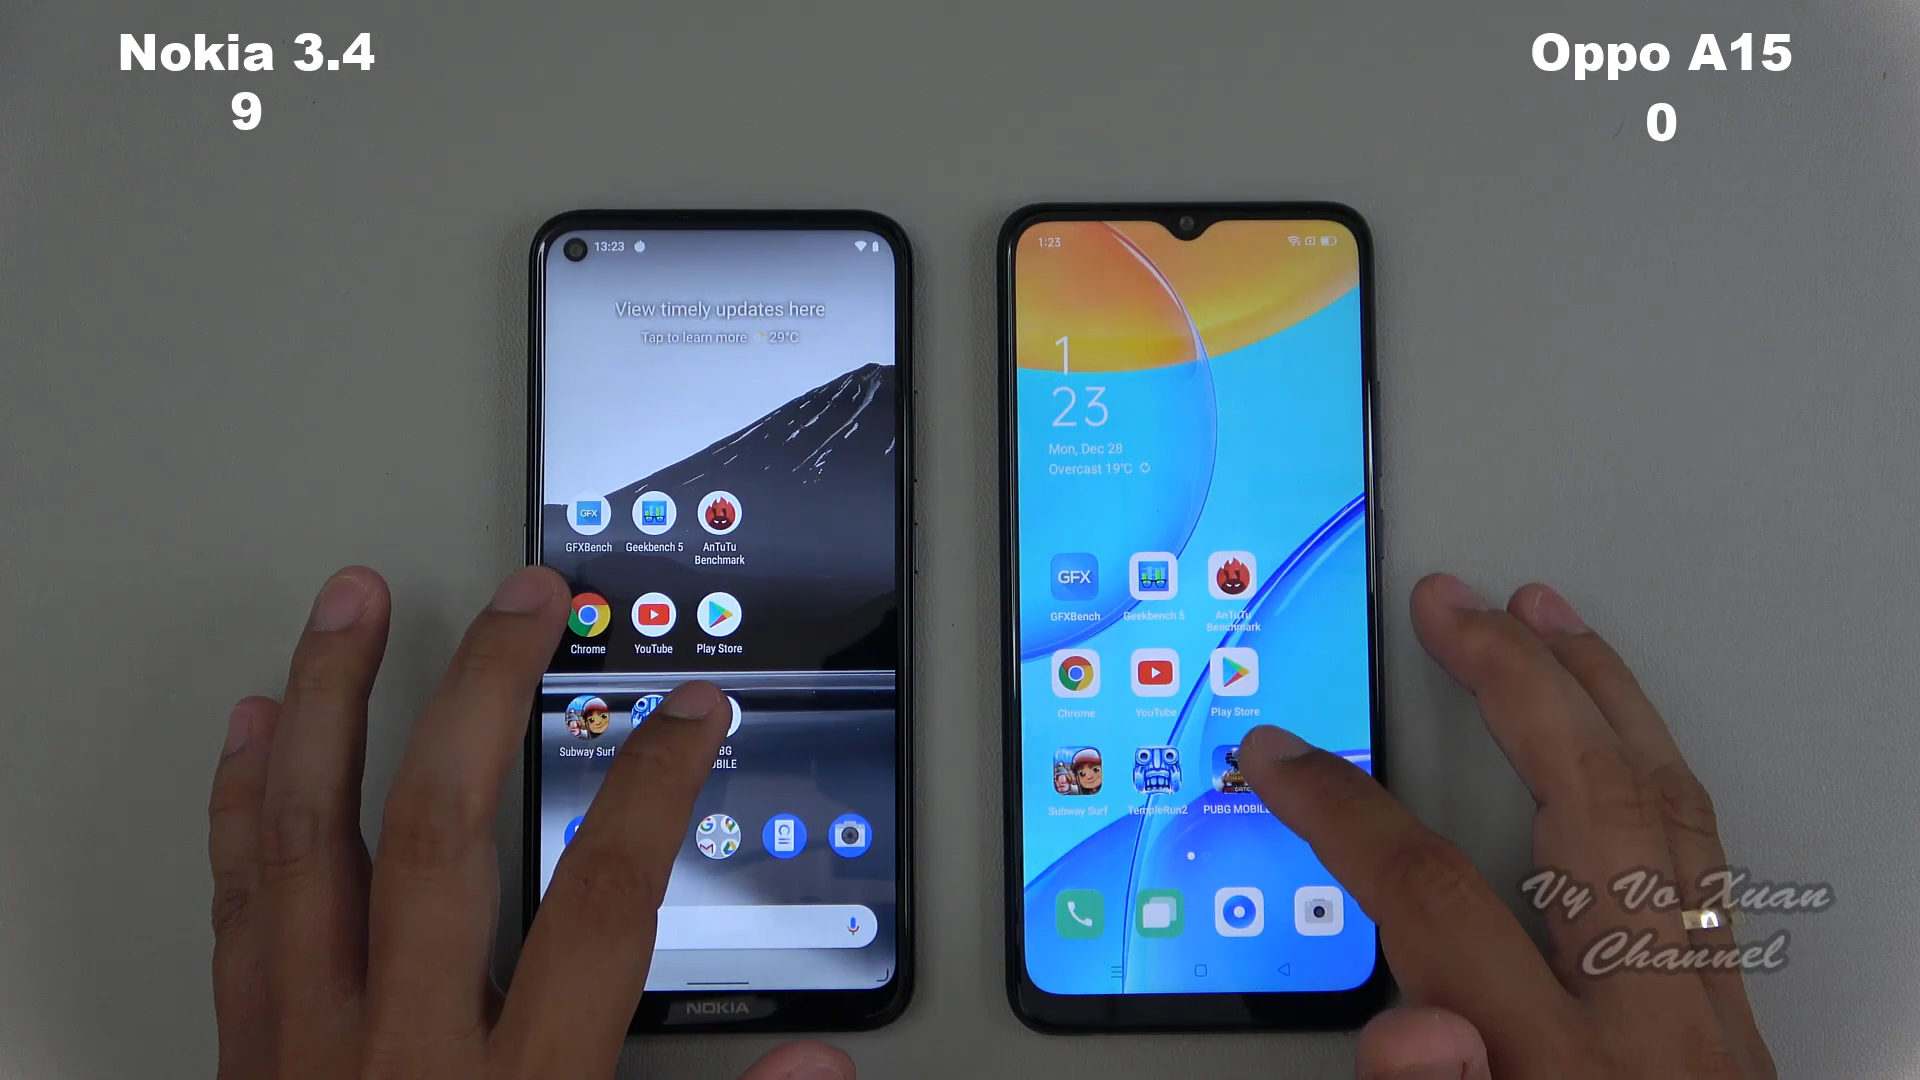 Nokia 3.4
9
Oppo A15
0
13:23
View timely updates here
Tap to learn more 29°C
GFX
GFXBench
Geekbench 5
AnTuTu
Benchmark
Chrome
YouTube
Play Store
Subway Surf
BG
OBILE
NOKIA
1:23
1
23
Mon, Dec 28
Overcast 19°C
GFX
GFXBench
Geekbench 5
AnTuTu
Benchmark
Chrome
YouTube
Play Store
Subway Surf
TempleRun2
PUBG MOBILE
Vy Vo Xuan
Channel